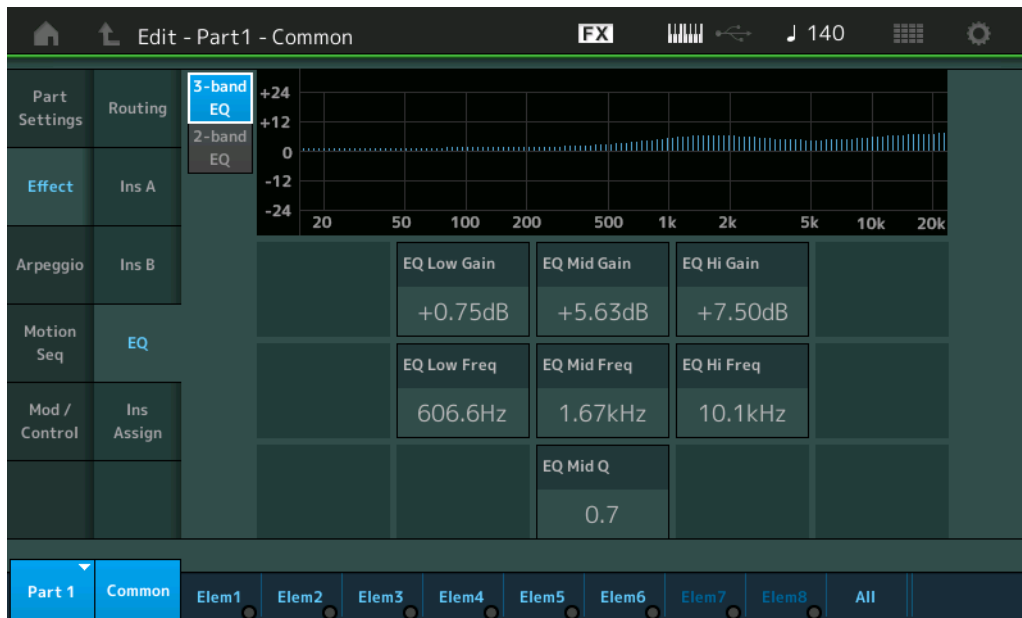 Edit - Part1 - Common
FX
♩ 140
Part
Settings
Effect
Arpeggio
Motion
Seq
Mod /
Control
Routing
Ins A
Ins B
EQ
Ins
Assign
3-band
EQ
2-band
EQ
+24
+12
0
-12
-24
20 50 100 200 500 1k 2k 5k 10k 20k
EQ Low Gain EQ Mid Gain EQ Hi Gain
+0.75dB +5.63dB +7.50dB
EQ Low Freq EQ Mid Freq EQ Hi Freq
606.6Hz 1.67kHz 10.1kHz
EQ Mid Q
0.7
Part 1 Common Elem1 Elem2 Elem3 Elem4 Elem5 Elem6 Elem7 Elem8 All